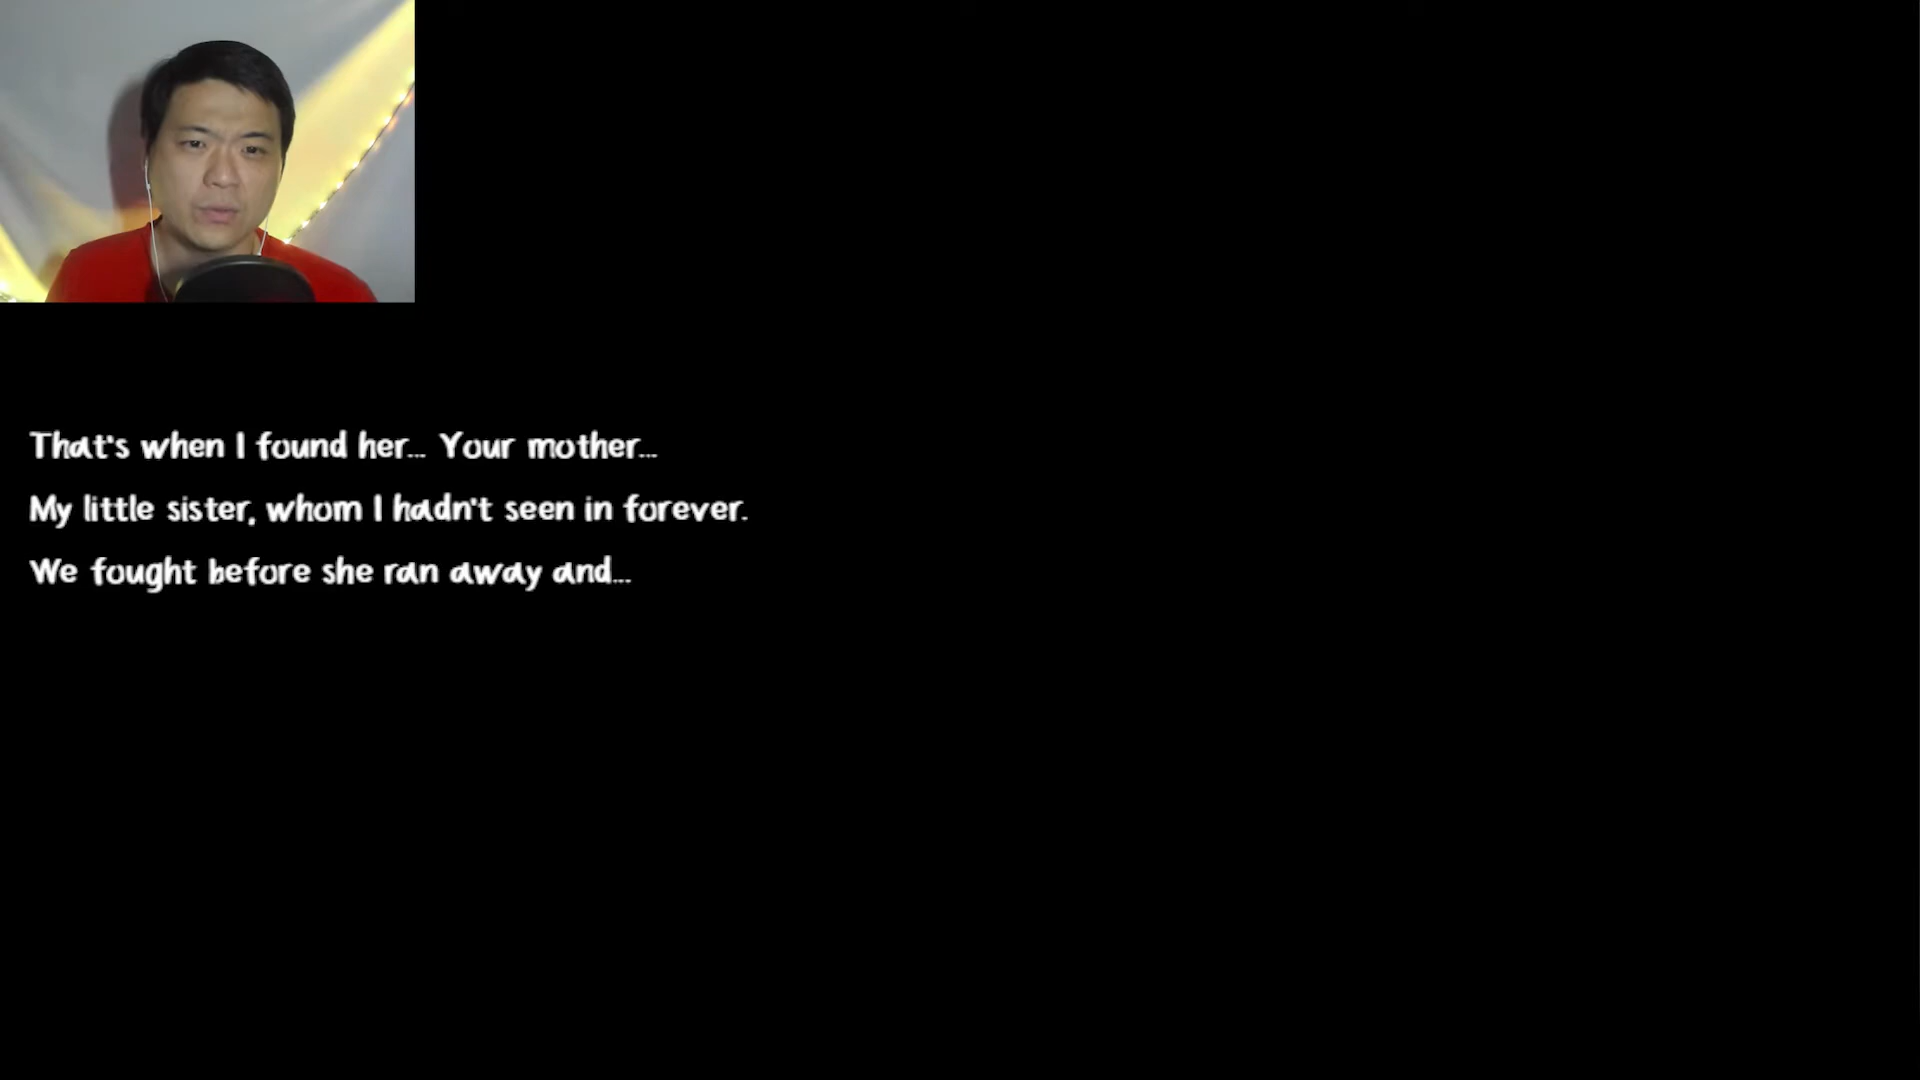 That's when I found her... Your mother...
My little sister, whom I hadn't seen in forever.
We fought before she ran away and...